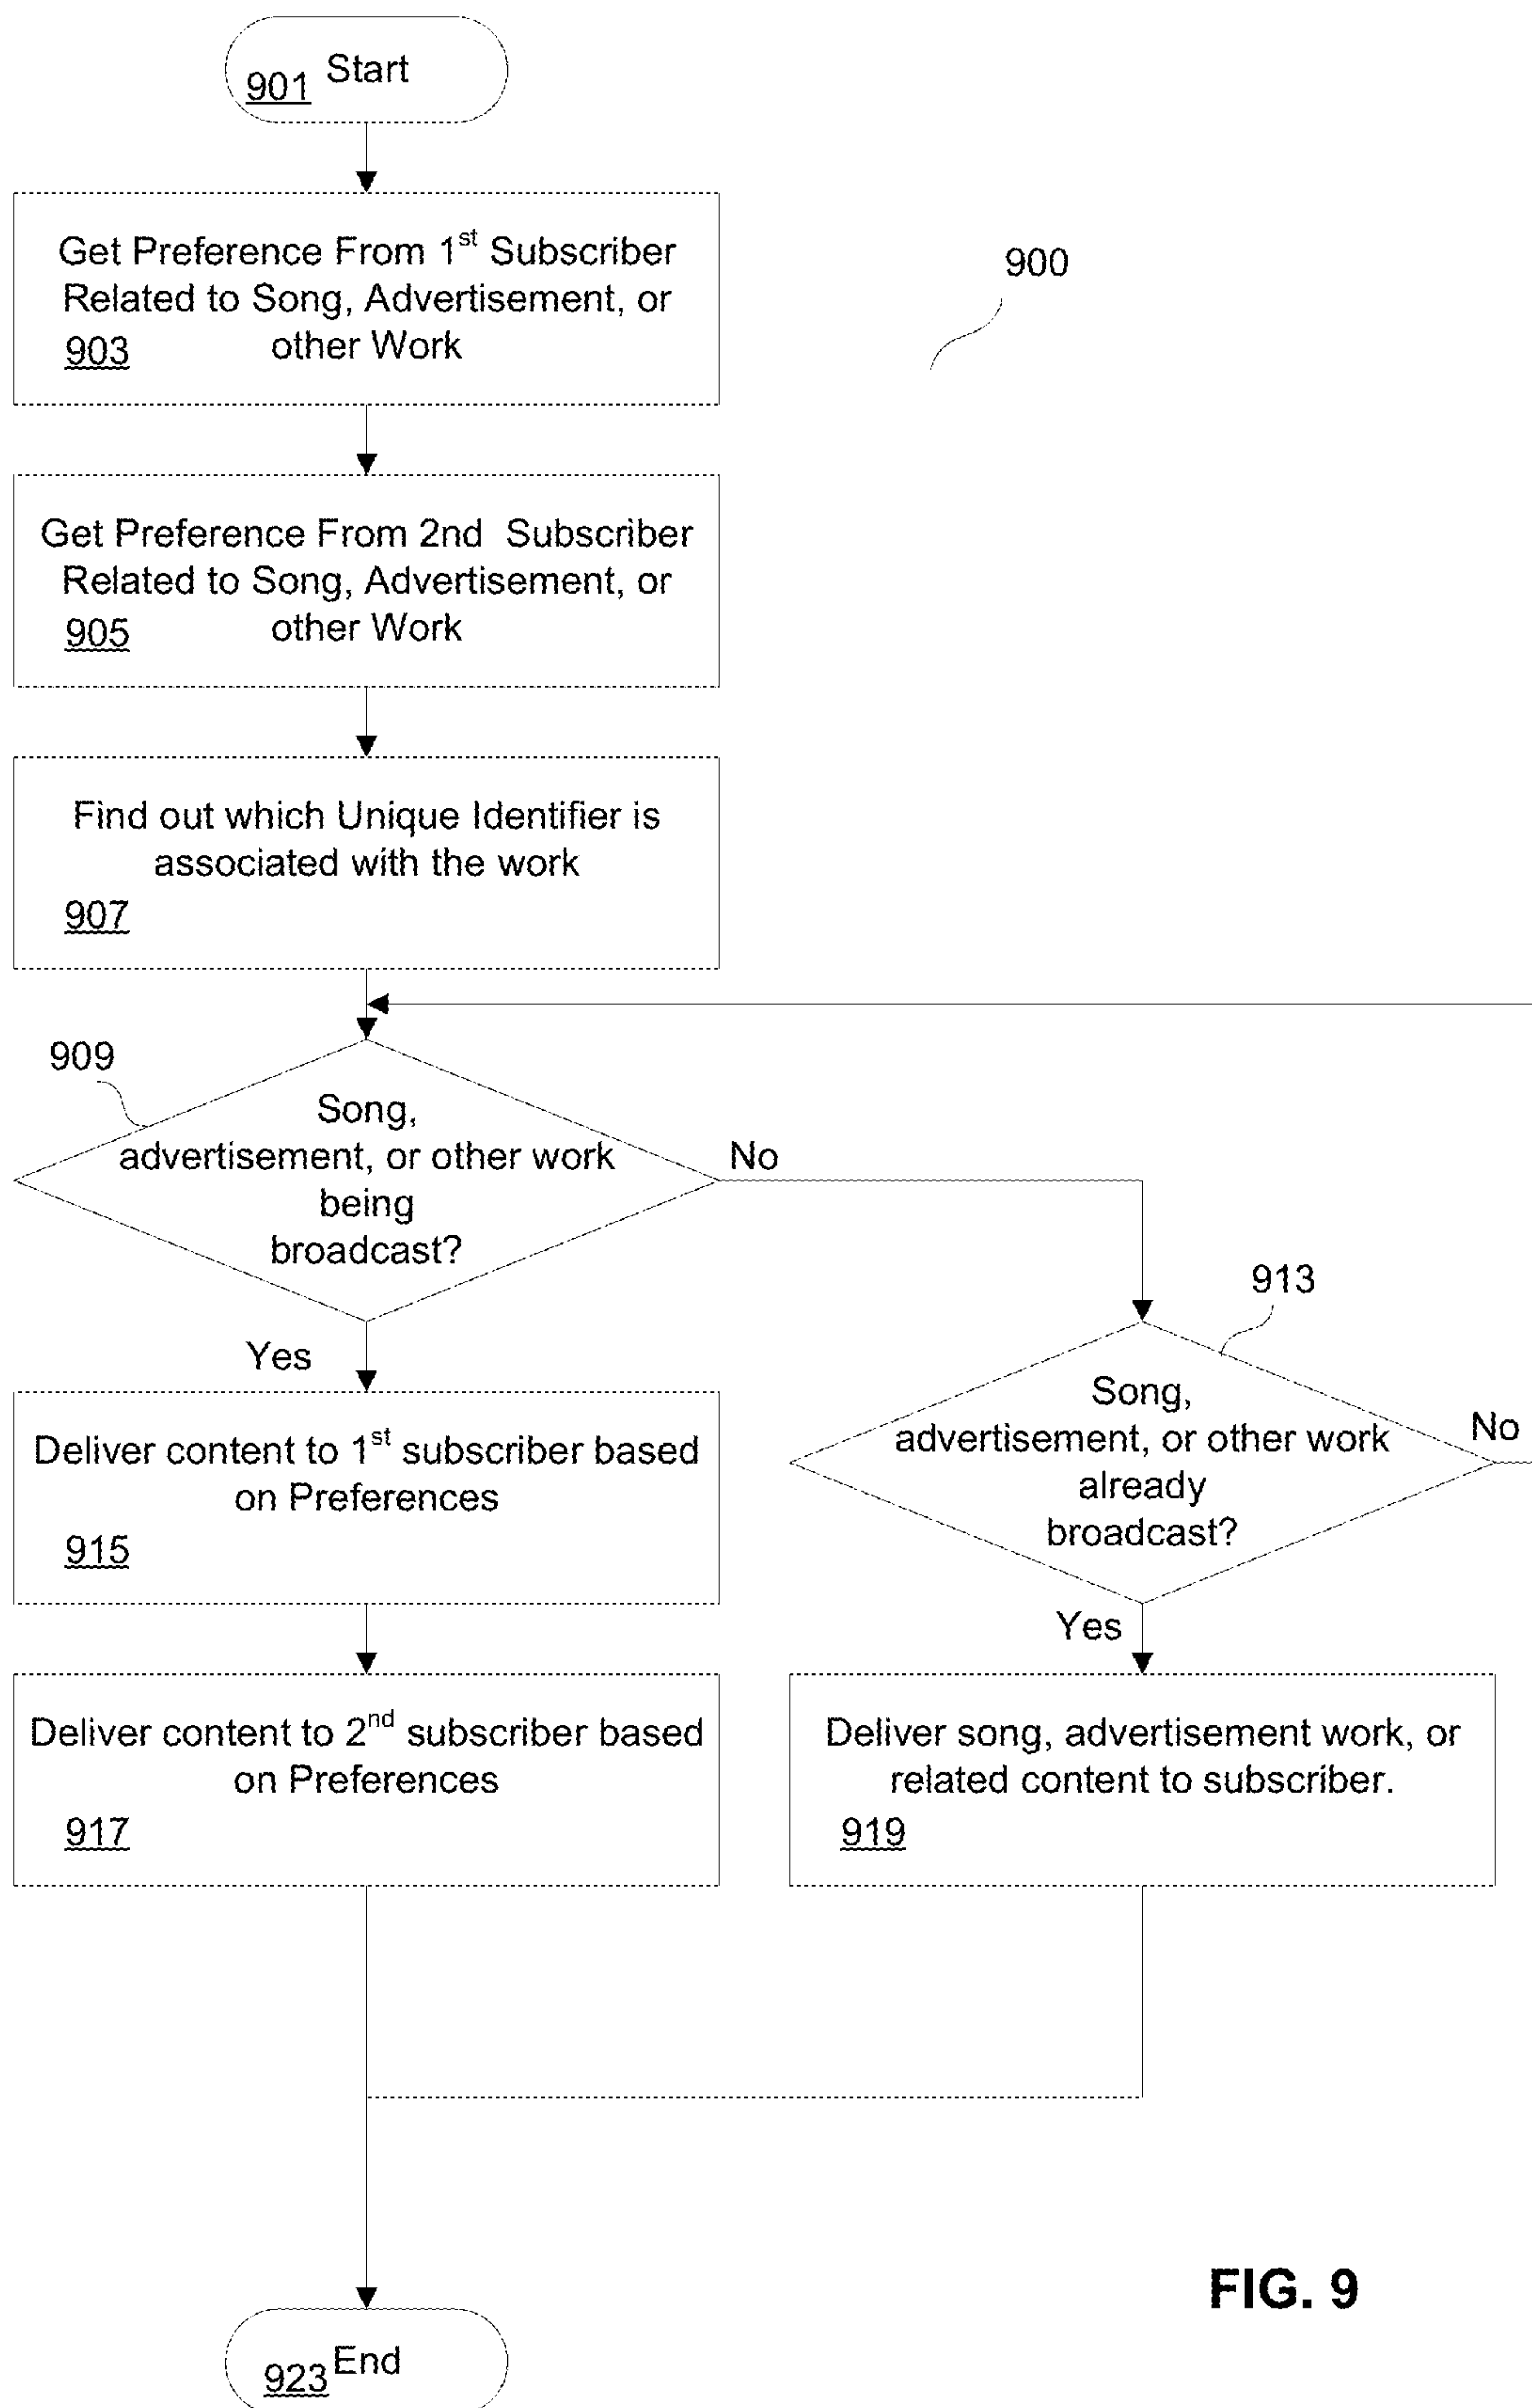 Start
901
Get Preference From 1st Subscriber
Related to Song, Advertisement, or
other Work
903
900
Get Preference From 2nd Subscriber
Related to Song, Advertisement, or
other Work
905
Find out which Unique Identifier is
associated with the work
907
909
Song,
advertisement, or other work
being
broadcast?
No
Yes
913
Song,
advertisement, or other work
already
broadcast?
No
Yes
Deliver content to 1st subscriber based
on Preferences
915
Deliver content to 2nd subscriber based
on Preferences
917
Deliver song, advertisement work, or
related content to subscriber.
919
FIG. 9
End
923